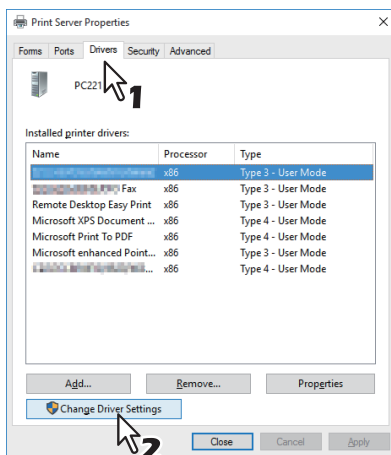 Print Server Properties
Forms Ports Drivers Security Advanced
PC221
1
Installed printer drivers:
Name Processor Type
x86 Type 3 - User Mode
Fax x86 Type 3 - User Mode
Remote Desktop Easy Print x86 Type 3 - User Mode
Microsoft XPS Document ... x86 Type 4 - User Mode
Microsoft Print To PDF x86 Type 4 - User Mode
Microsoft enhanced Point... x86 Type 3 - User Mode
... x86 Type 4 - User Mode
Add... Remove... Properties
Change Driver Settings
2
Close Cancel Apply